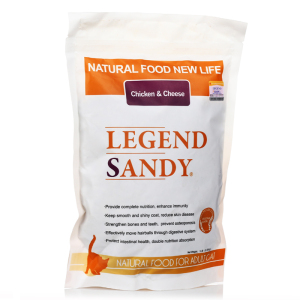 NATURAL FOOD NEW LIFE
Chicken & Cheese
LEGEND
SANDY®
•Provide complete nutrition, enhance immunity
•Keep smooth and shiny coat, reduce skin disease
•Strengthen bones and teeth, prevent osteoporosis
•Effectively move hairballs through digestive system
•Protect intestinal health, double nutrition absorption
NATURAL FOOD FOR ADULT CAT